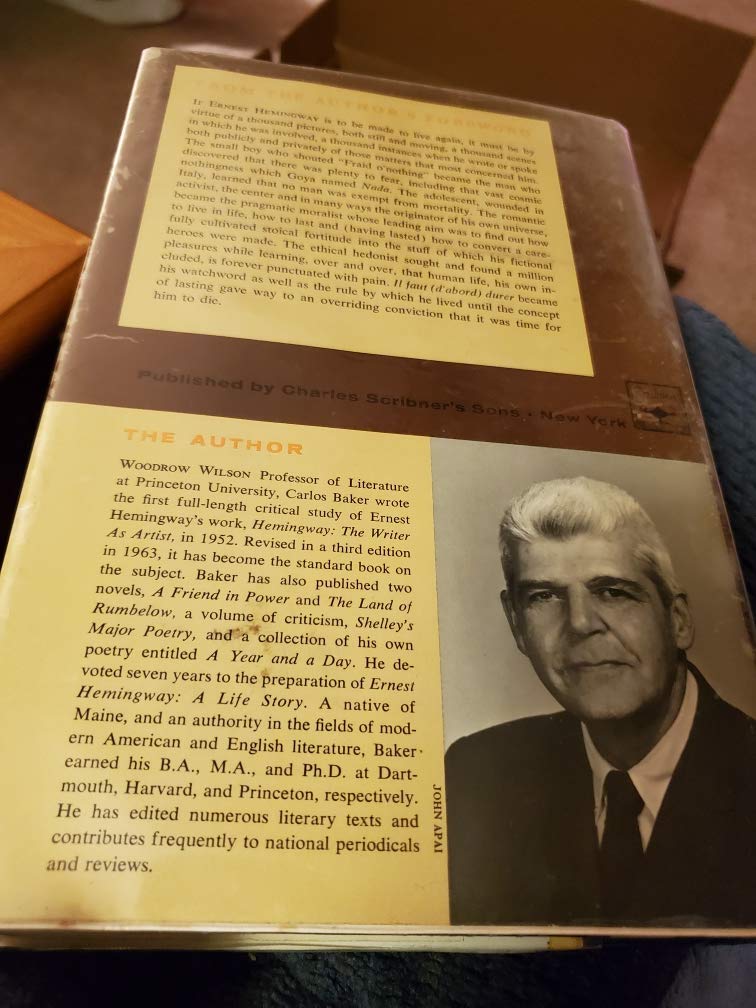 FROM THE AUTHOR'S FOREWORD
IF ERNEST HEMINGWAY is to be made to live again, it must be by
virtue of a thousand pictures, both still and moving, a thousand scenes
in which he was involved, a thousand instances when he wrote or spoke
both publicly and privately of those matters that most concerned him.
The small boy who shouted "Fraid o'nothing" became the man who
discovered that there was plenty to fear, including that vast cosmic
nothingness which Goya named Nada. The adolescent, wounded in
Italy, learned that no man was exempt from mortality. The romantic
activist, the center and in many ways the originator of his own universe,
became the pragmatic moralist whose leading aim was to find out how
to live in life, how to last and (having lasted) how to convert a care-
fully cultivated stoical fortitude into the stuff of which his fictional
heroes were made. The ethical hedonist sought and found a million
pleasures while learning, over and over, that human life, his own in-
cluded, is forever punctuated with pain. Il faut (d'abord) durer became
his watchword as well as the rule by which he lived until the concept
of lasting gave way to an overriding conviction that it was time for
him to die.
Published by Charles Scribner's Sons • New York
THE AUTHOR
WOODROW WILSON Professor of Literature
at Princeton University, Carlos Baker wrote
the first full-length critical study of Ernest
Hemingway's work, Hemingway: The Writer
As Artist, in 1952. Revised in a third edition
in 1963, it has become the standard book on
the subject. Baker has also published two
novels, A Friend in Power and The Land of
Rumbelow, a volume of criticism, Shelley's
Major Poetry, and a collection of his own
poetry entitled A Year and a Day. He de-
voted seven years to the preparation of Ernest
Hemingway: A Life Story. A native of
Maine, and an authority in the fields of mod-
ern American and English literature, Baker
earned his B.A., M.A., and Ph.D. at Dart-
mouth, Harvard, and Princeton, respectively.
He has edited numerous literary texts and
contributes frequently to national periodicals
and reviews.
JOHN APAI